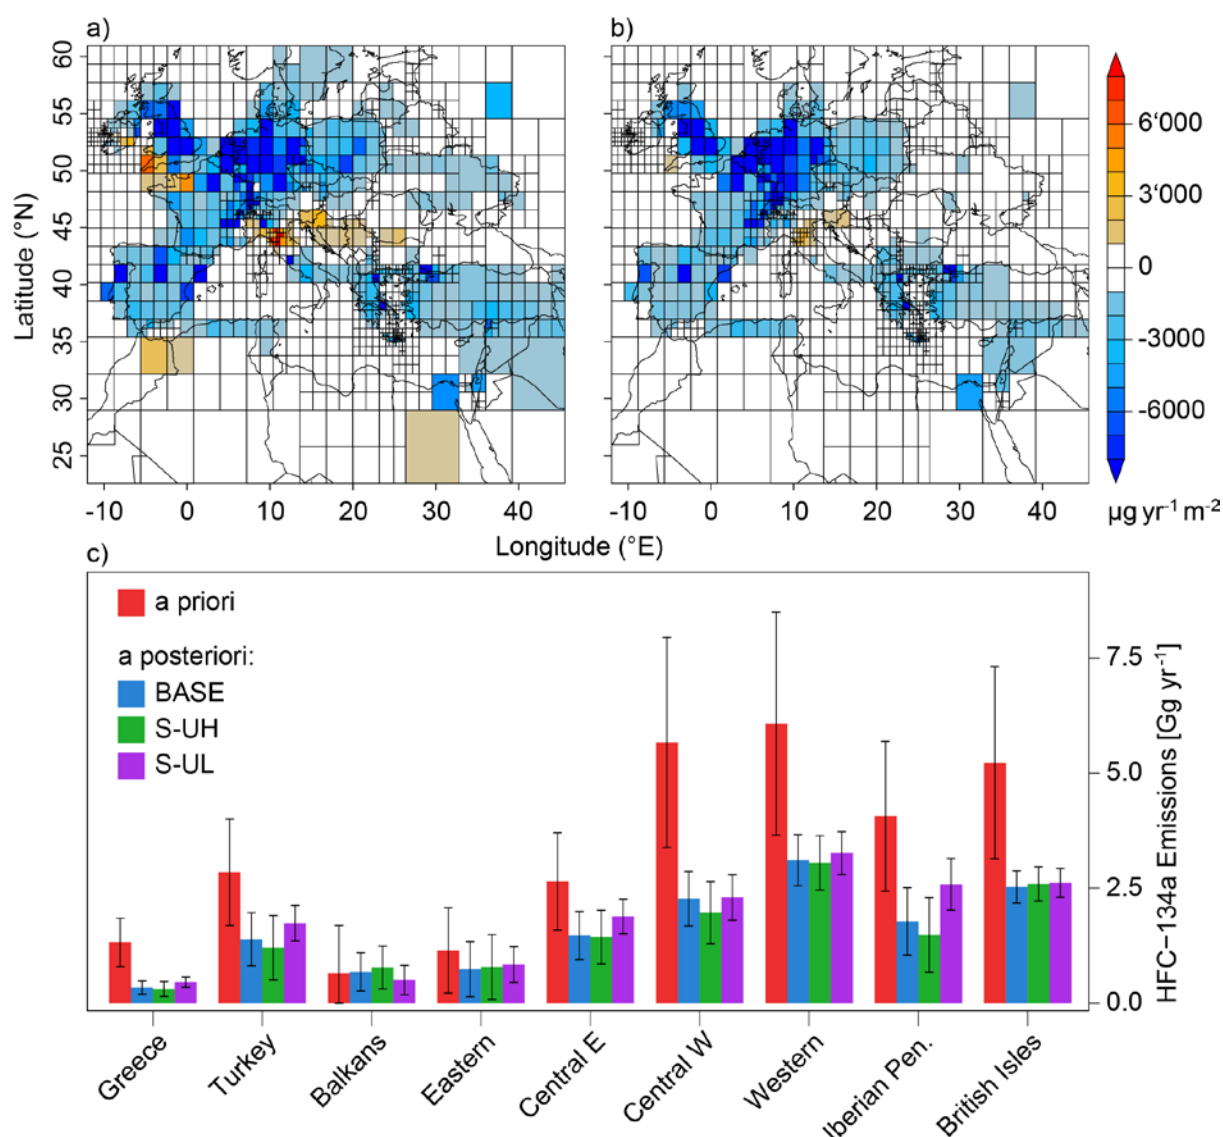 a)
b)
60
55
50
45
40
35
30
25
Latitude (°N)
-10
0
10
20
30
40
-10
0
10
20
30
40
Longitude (°E)
6‘000
3‘000
0
-3000
-6000
µg yr⁻¹ m⁻²
c)
a priori
a posteriori:
BASE
S-UH
S-UL
7.5
5.0
2.5
0.0
HFC−134a Emissions [Gg yr⁻¹]
Greece
Turkey
Balkans
Eastern
Central E
Central W
Western
Iberian Pen.
British Isles